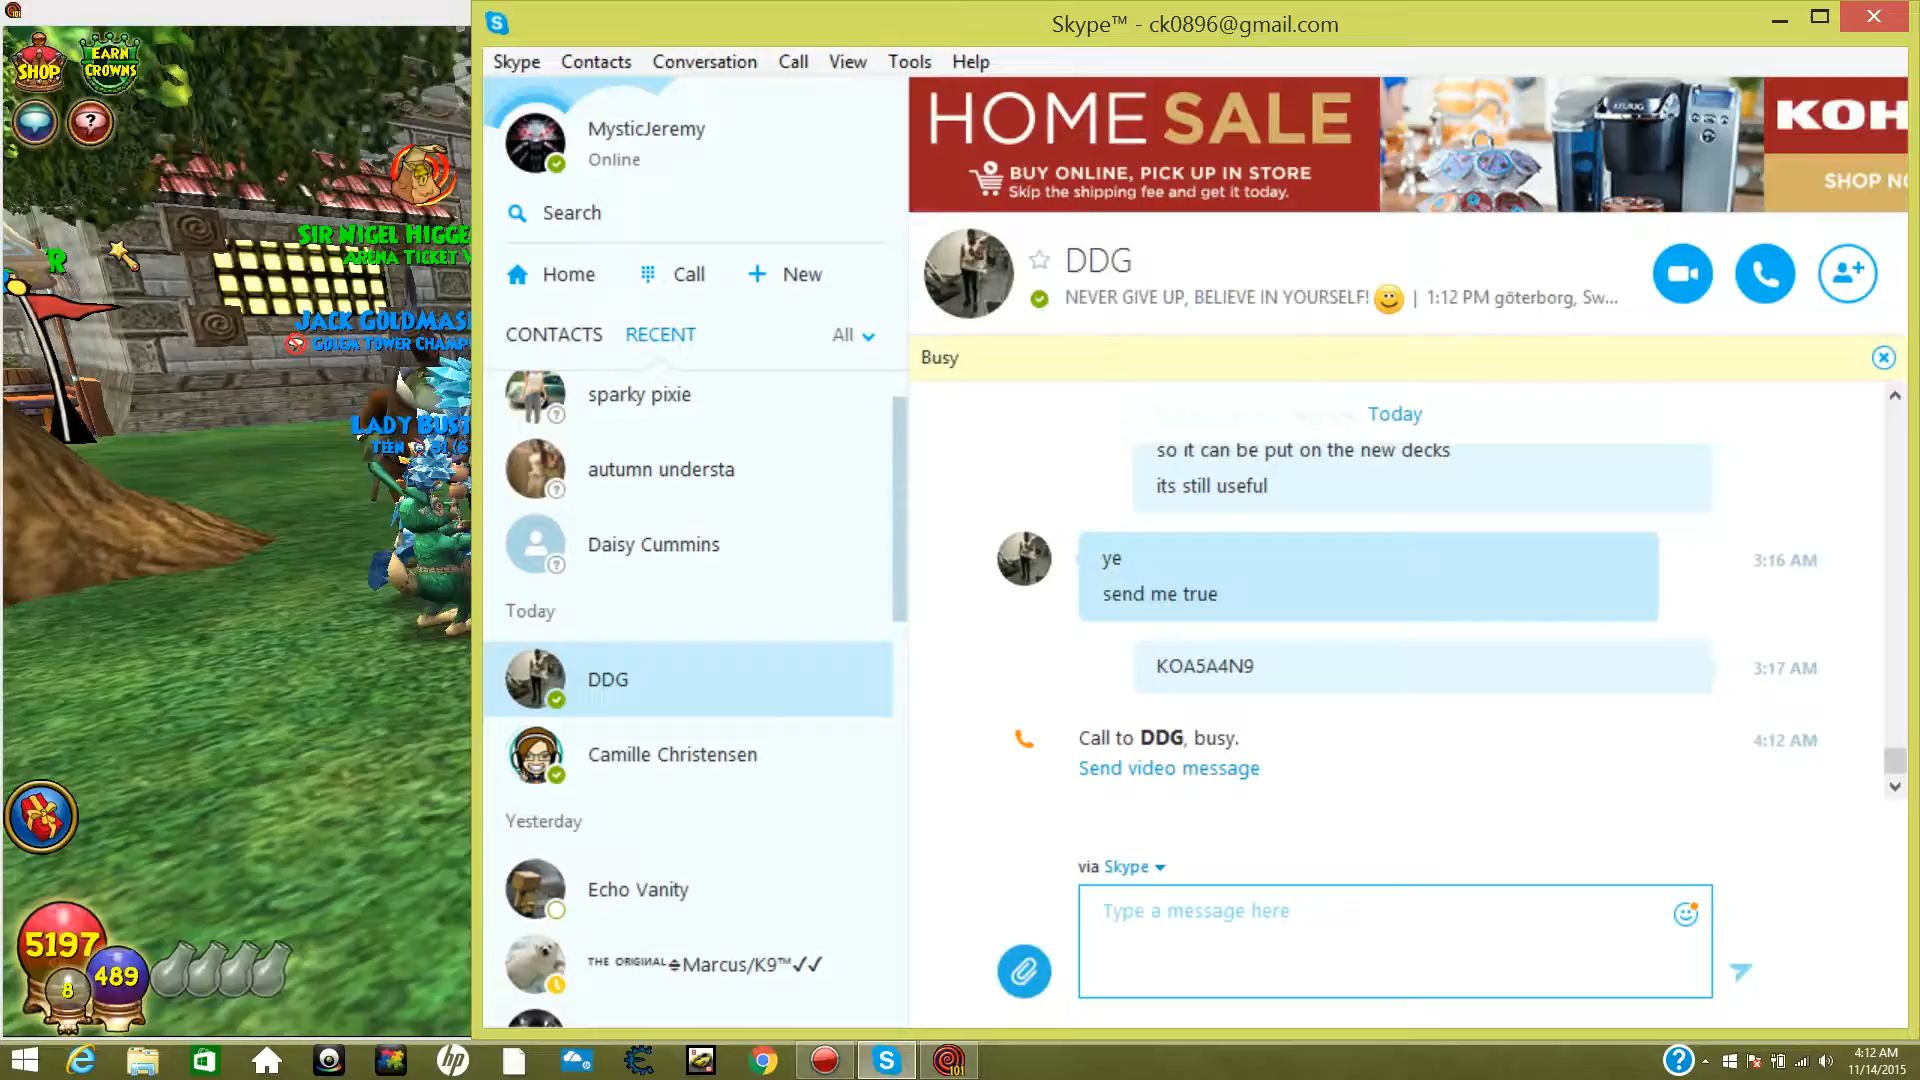 Skype™ - ck0896@gmail.com
Skype Contacts Conversation Call View Tools Help
SHOP
EARN
CROWNS
?
MysticJeremy
Online
Search
Home Call New
CONTACTS RECENT All
sparky pixie
autumn understa
Daisy Cummins
Today
DDG
Camille Christensen
Yesterday
Echo Vanity
ᵀᴴᴱ ᴼᴿᴵᴳᴵᴻᴬᴸ Marcus/K9™✓✓
HOME SALE
BUY ONLINE, PICK UP IN STORE
Skip the shipping fee and get it today.
KEURIG
KOH
SHOP NO
DDG
NEVER GIVE UP, BELIEVE IN YOURSELF! | 1:12 PM göterborg, Sw...
Busy
Today
so it can be put on the new decks
its still useful
ye
send me true
3:16 AM
KOA5A4N9
3:17 AM
Call to DDG, busy.
4:12 AM
Send video message
via Skype
Type a message here
SIR NIGEL HIGGE
ARENA TICKET V
R
JACK GOLDMAS
GOLEM TOWER CHAMP
LADY BUST
5197
489
8
hp
101
4:12 AM
11/14/2015